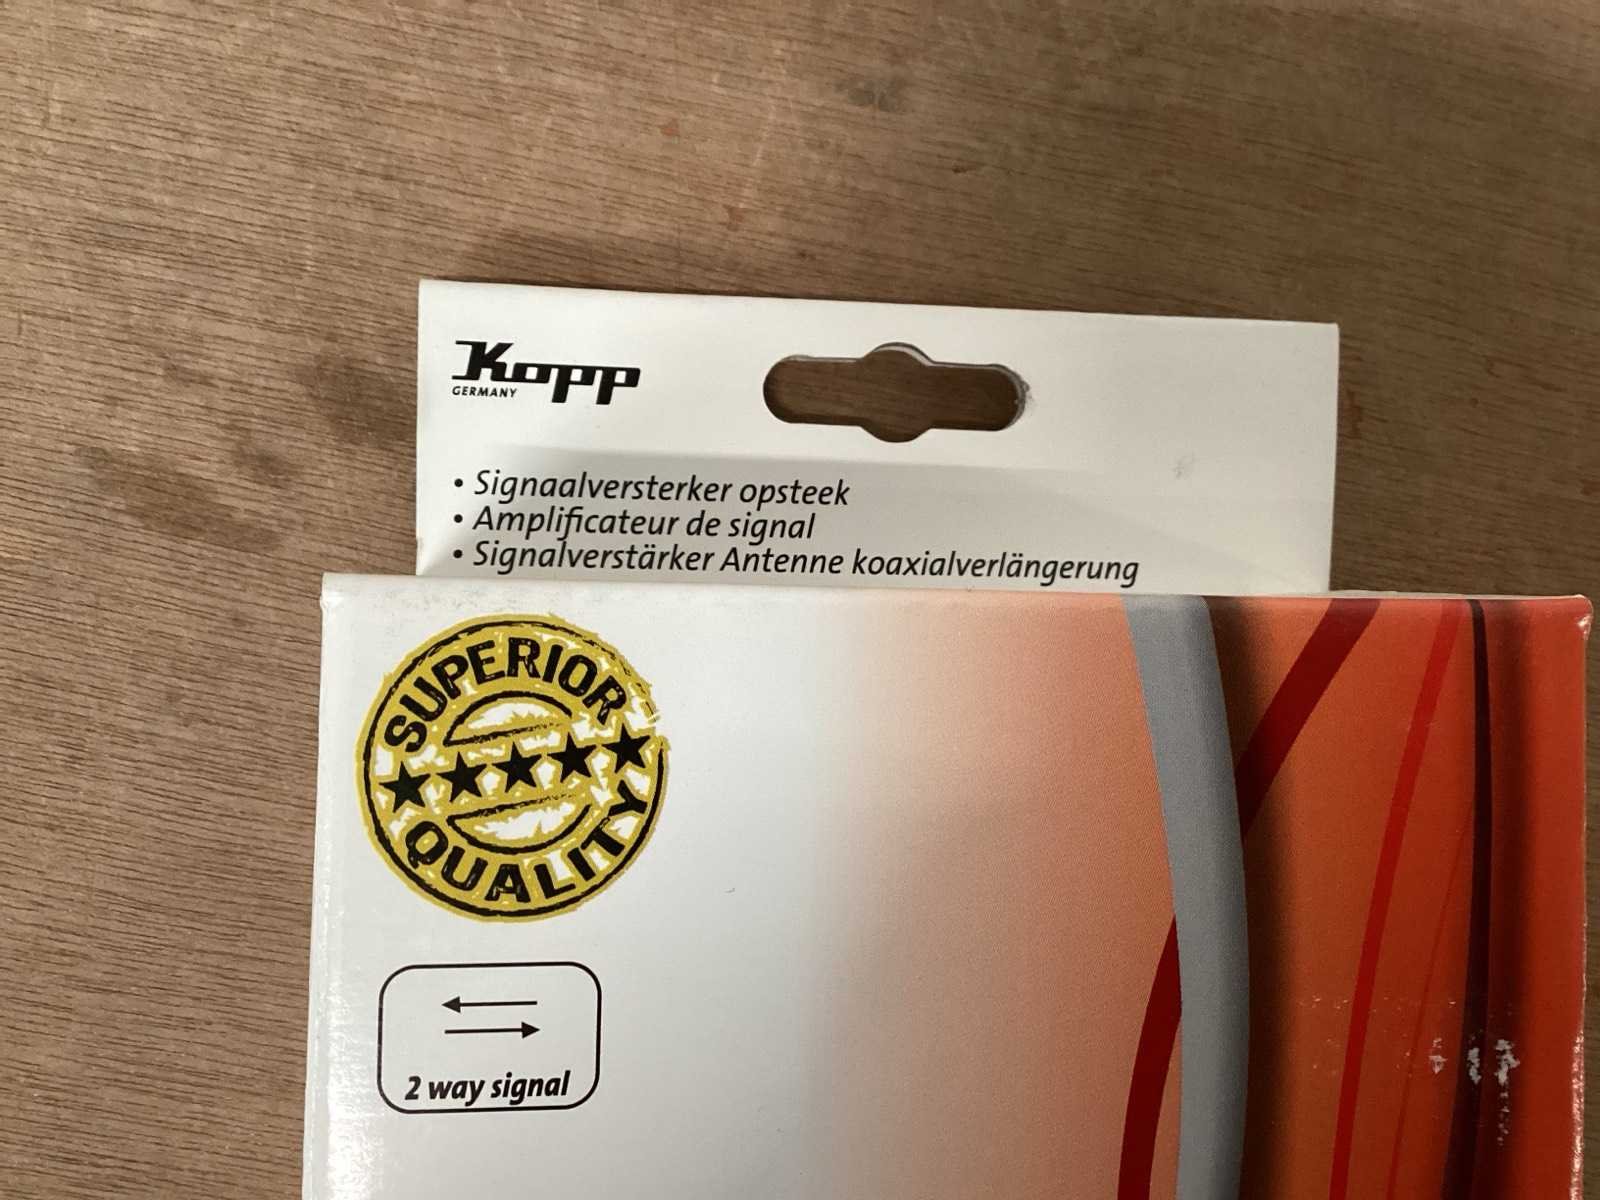 Kopp
GERMANY
• Signaalversterker opsteek
• Amplificateur de signal
• Signalverstärker Antenne koaxialverlängerung
SUPERIOR
QUALITY
2 way signal